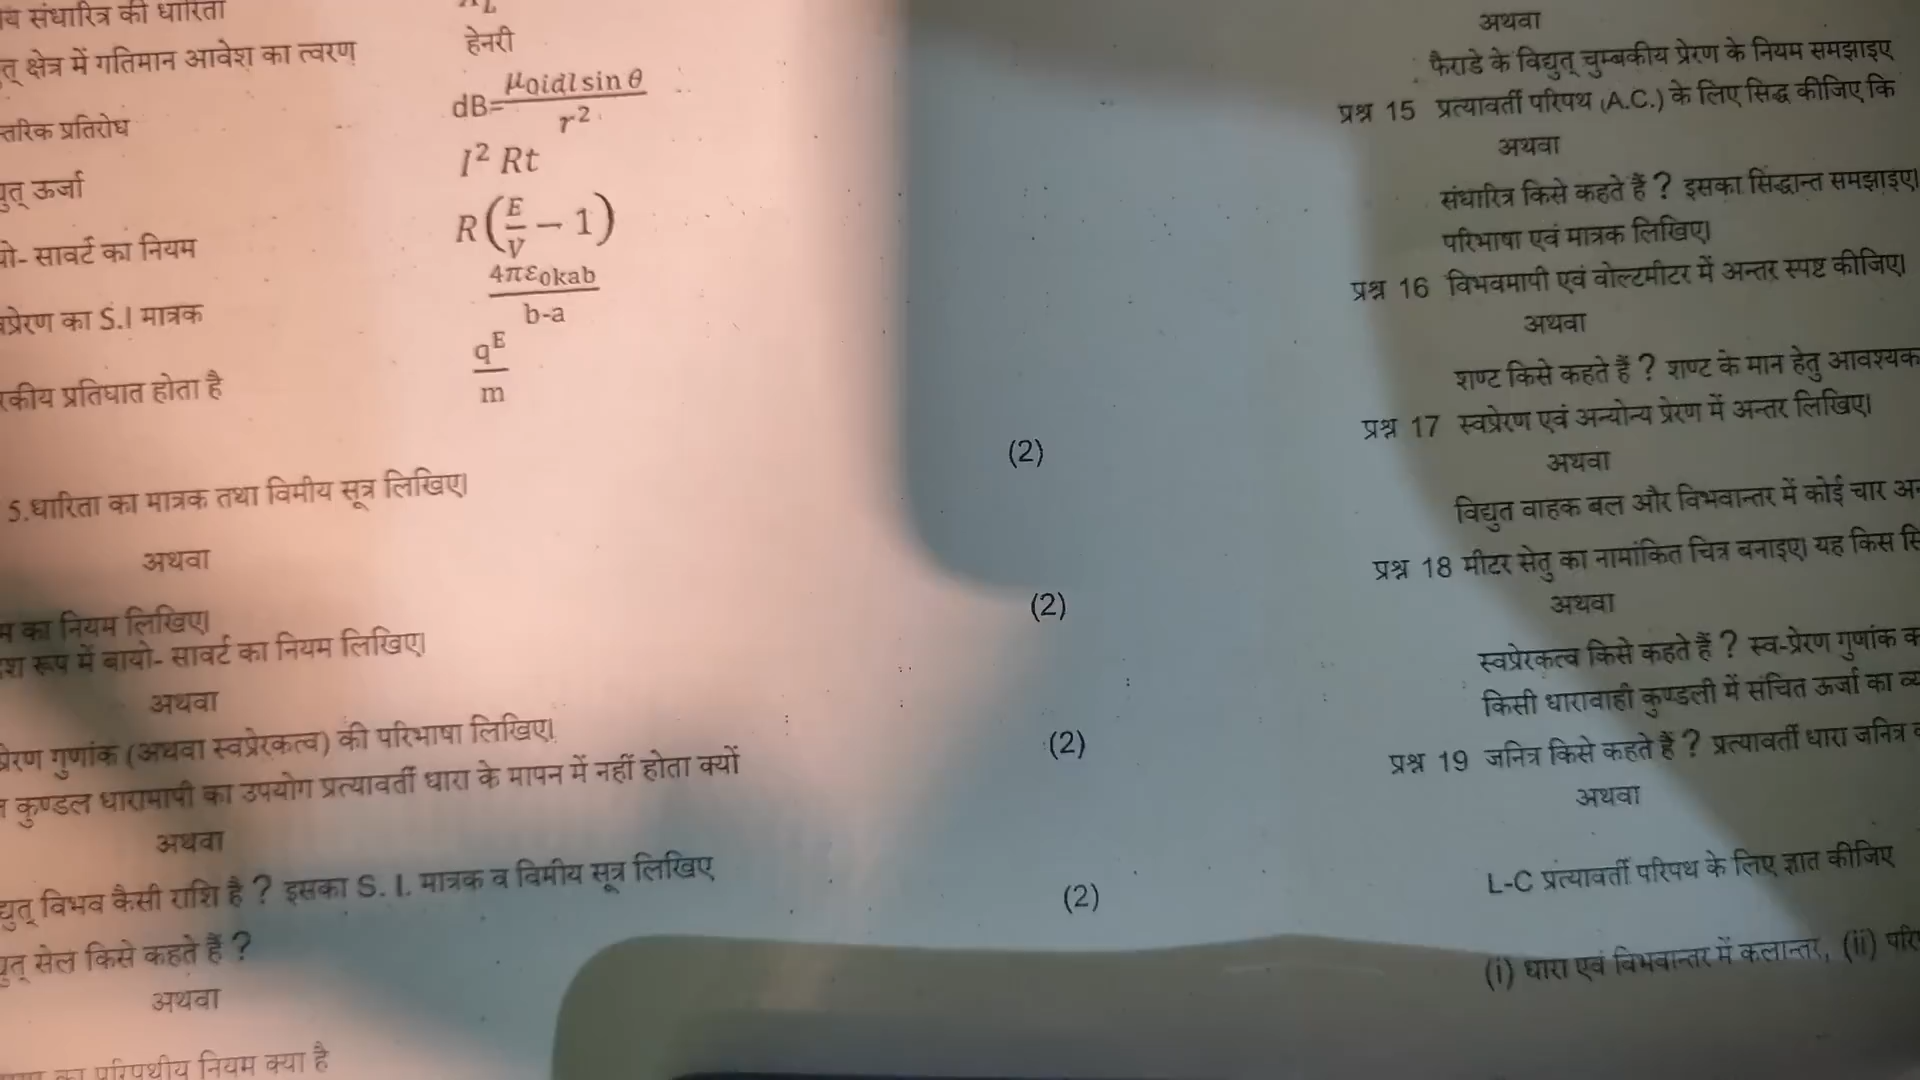 संधारित्र की धारिता
क्षेत्र में गतिमान आवेश का त्वरण
हेनरी
प्रतिरोध
dB= μ0idlsin θ / r²
ऊर्जा
I² Rt
सावर्ट का नियम
R(E/V − 1)
का S.I मात्रक
4πε0kab / b-a
प्रतिघात होता है
qE / m
5.धारिता का मात्रक तथा विमीय सूत्र लिखिए।
(2)
अथवा
का नियम लिखिए।
रूप में बायो- सावर्ट का नियम लिखिए।
(2)
अथवा
गुणांक (अथवा स्वप्रेरकत्व) की परिभाषा लिखिए।
कुण्डल धारामापी का उपयोग प्रत्यावर्ती धारा के मापन में नहीं होता क्यों
(2)
अथवा
विभव कैसी राशि है ? इसका S. I. मात्रक व विमीय सूत्र लिखिए
(2)
सेल किसे कहते हैं ?
अथवा
का परिपथीय नियम क्या है
अथवा
फैराडे के विद्युत् चुम्बकीय प्रेरण के नियम समझाइए
प्रश्न 15 प्रत्यावर्ती परिपथ (A.C.) के लिए सिद्ध कीजिए कि
अथवा
संधारित्र किसे कहते हैं ? इसका सिद्धान्त समझाइए।
परिभाषा एवं मात्रक लिखिए।
प्रश्न 16 विभवमापी एवं वोल्टमीटर में अन्तर स्पष्ट कीजिए।
अथवा
शण्ट किसे कहते हैं ? शण्ट के मान हेतु आवश्यक
प्रश्न 17 स्वप्रेरण एवं अन्योन्य प्रेरण में अन्तर लिखिए।
अथवा
विद्युत वाहक बल और विभवान्तर में कोई चार
प्रश्न 18 मीटर सेतु का नामांकित चित्र बनाइए। यह किस
अथवा
स्वप्रेरकत्व किसे कहते हैं ? स्व-प्रेरण गुणांक
किसी धारावाही कुण्डली में संचित ऊर्जा का
प्रश्न 19 जनित्र किसे कहते हैं ? प्रत्यावर्ती धारा जनित्र
अथवा
L-C प्रत्यावर्ती परिपथ के लिए ज्ञात कीजिए
(i) धारा एवं विभवान्तर में कलान्तर, (ii)